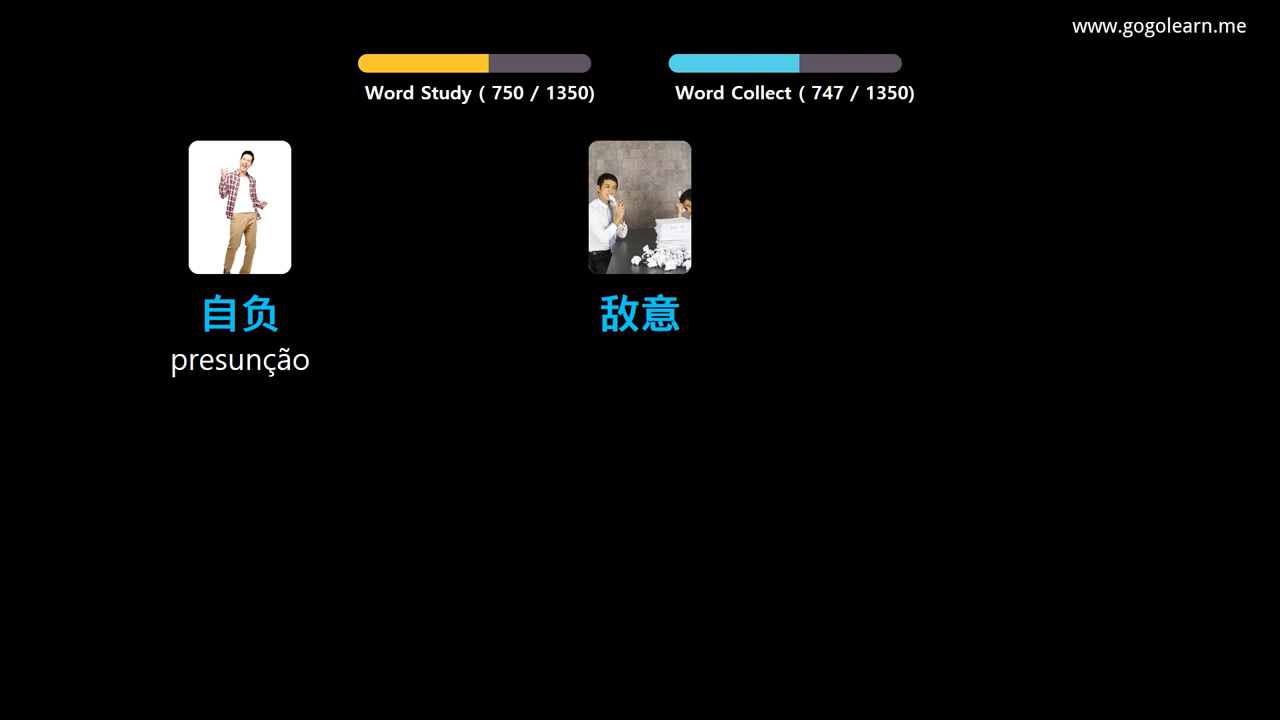 www.gogolearn.me
Word Study ( 750 / 1350)
Word Collect ( 747 / 1350)
自负
presunção
敌意